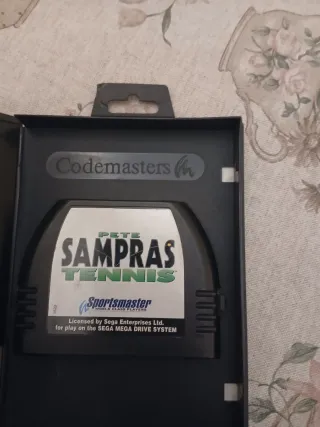 Codemasters
PETE
SAMPRAS
TENNIS
Sportsmaster
Licensed by Sega Enterprises Ltd.
for play on the SEGA MEGA DRIVE SYSTEM